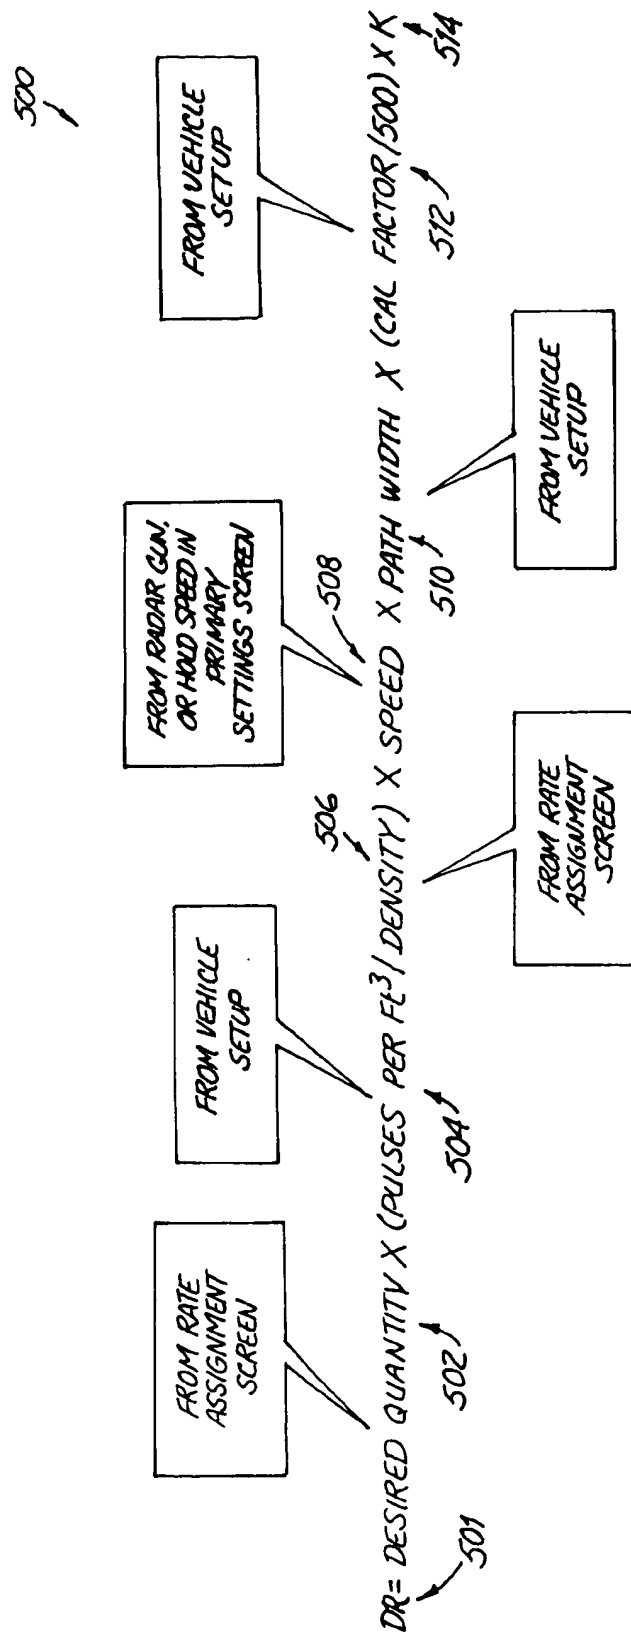 500
FROM RATE
ASSIGNMENT
SCREEN
FROM VEHICLE
SETUP
FROM RADAR GUN,
OR HOLD SPEED IN
PRIMARY
SETTINGS SCREEN
FROM VEHICLE
SETUP
506
508
DR= DESIRED QUANTITY X (PULSES PER Ft³/DENSITY) X SPEED X PATH WIDTH X (CAL FACTOR/500) X K
501
502
504
510
512
514
FROM RATE
ASSIGNMENT
SCREEN
FROM VEHICLE
SETUP